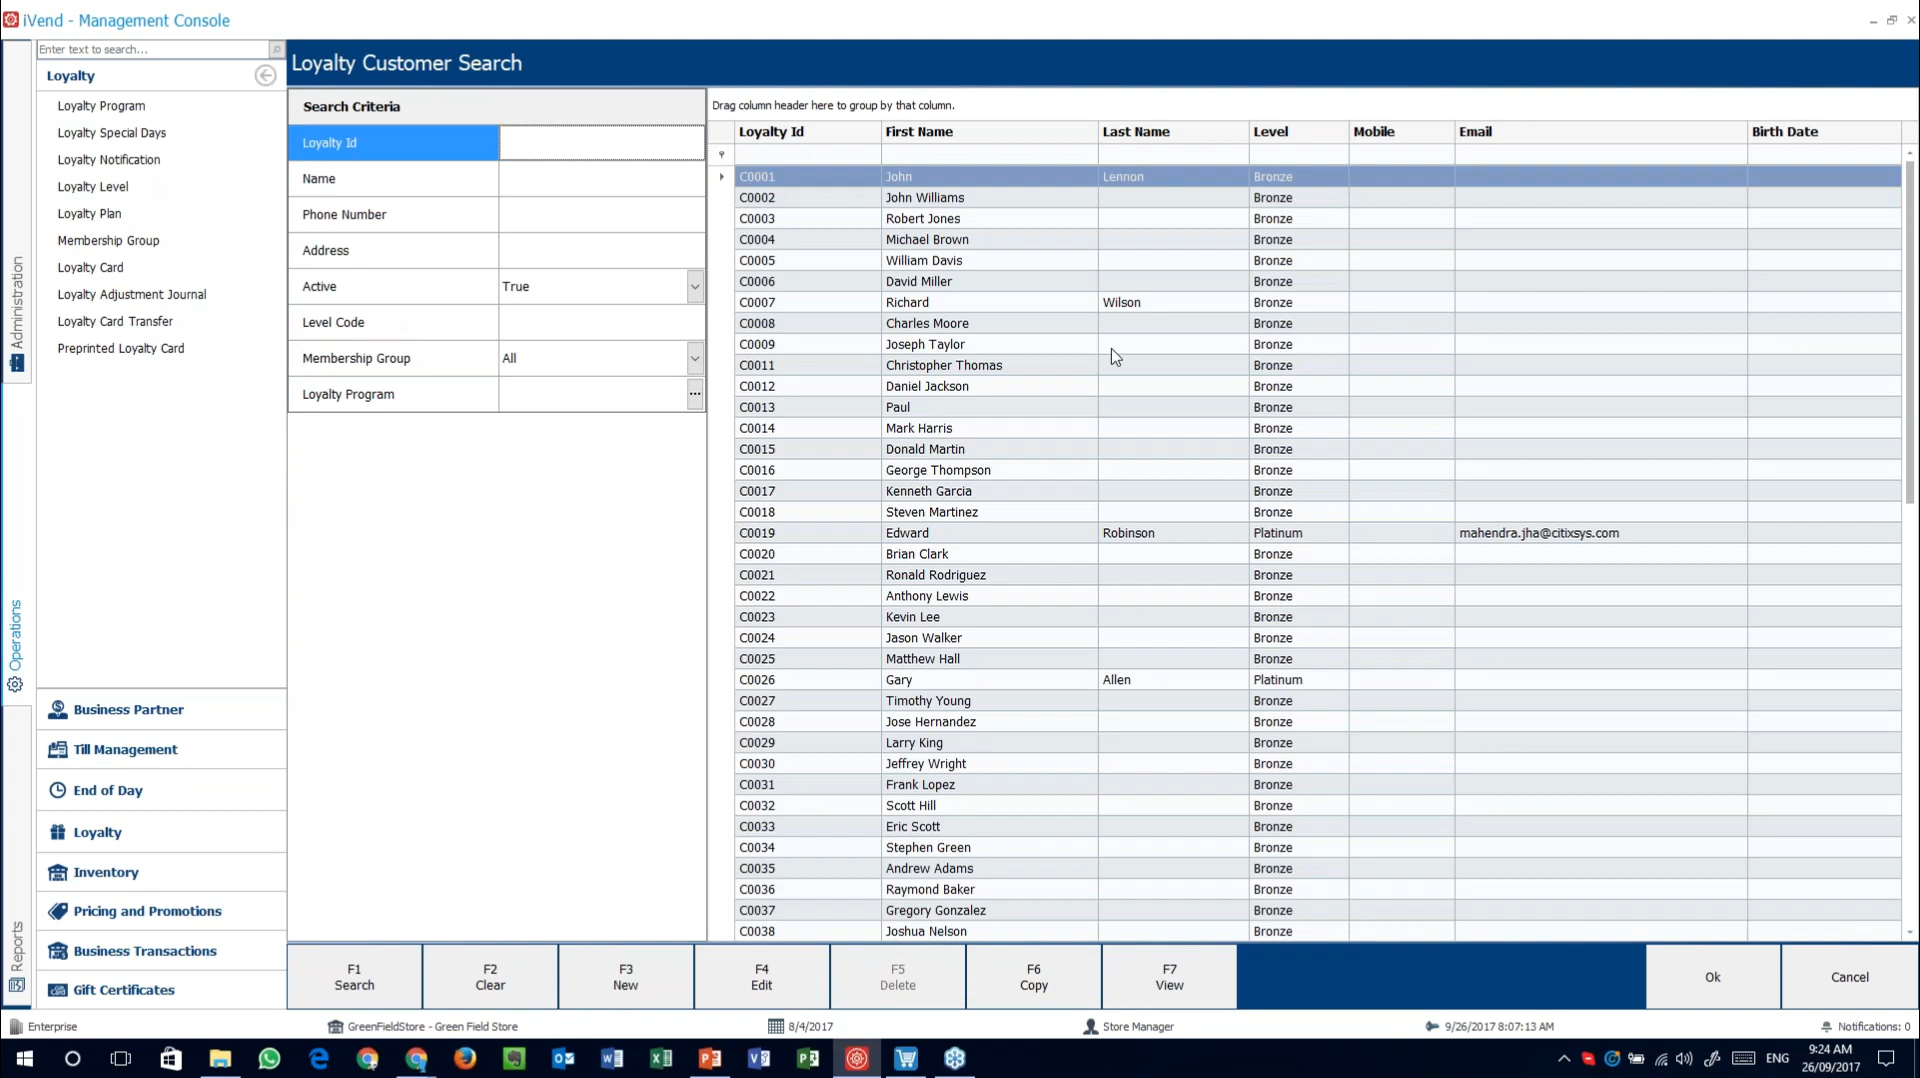 iVend - Management Console
Enter text to search...
Loyalty
Loyalty Program
Loyalty Special Days
Loyalty Notification
Loyalty Level
Loyalty Plan
Membership Group
Loyalty Card
Loyalty Adjustment Journal
Loyalty Card Transfer
Preprinted Loyalty Card
Administration
Operations
Reports
Business Partner
Till Management
End of Day
Loyalty
Inventory
Pricing and Promotions
Business Transactions
Gift Certificates
Loyalty Customer Search
Search Criteria
Loyalty Id
Name
Phone Number
Address
Active True
Level Code
Membership Group All
Loyalty Program ...
Drag column header here to group by that column.
Loyalty Id First Name Last Name Level Mobile Email Birth Date
C0001 John Lennon Bronze
C0002 John Williams Bronze
C0003 Robert Jones Bronze
C0004 Michael Brown Bronze
C0005 William Davis Bronze
C0006 David Miller Bronze
C0007 Richard Wilson Bronze
C0008 Charles Moore Bronze
C0009 Joseph Taylor Bronze
C0011 Christopher Thomas Bronze
C0012 Daniel Jackson Bronze
C0013 Paul Bronze
C0014 Mark Harris Bronze
C0015 Donald Martin Bronze
C0016 George Thompson Bronze
C0017 Kenneth Garcia Bronze
C0018 Steven Martinez Bronze
C0019 Edward Robinson Platinum mahendra.jha@citixsys.com
C0020 Brian Clark Bronze
C0021 Ronald Rodriguez Bronze
C0022 Anthony Lewis Bronze
C0023 Kevin Lee Bronze
C0024 Jason Walker Bronze
C0025 Matthew Hall Bronze
C0026 Gary Allen Platinum
C0027 Timothy Young Bronze
C0028 Jose Hernandez Bronze
C0029 Larry King Bronze
C0030 Jeffrey Wright Bronze
C0031 Frank Lopez Bronze
C0032 Scott Hill Bronze
C0033 Eric Scott Bronze
C0034 Stephen Green Bronze
C0035 Andrew Adams Bronze
C0036 Raymond Baker Bronze
C0037 Gregory Gonzalez Bronze
C0038 Joshua Nelson Bronze
F1 F2 F3 F4 F5 F6 F7
Search Clear New Edit Delete Copy View
Ok Cancel
Enterprise GreenFieldStore - Green Field Store 8/4/2017 Store Manager 9/26/2017 8:07:13 AM Notifications: 0
ENG
9:24 AM
26/09/2017